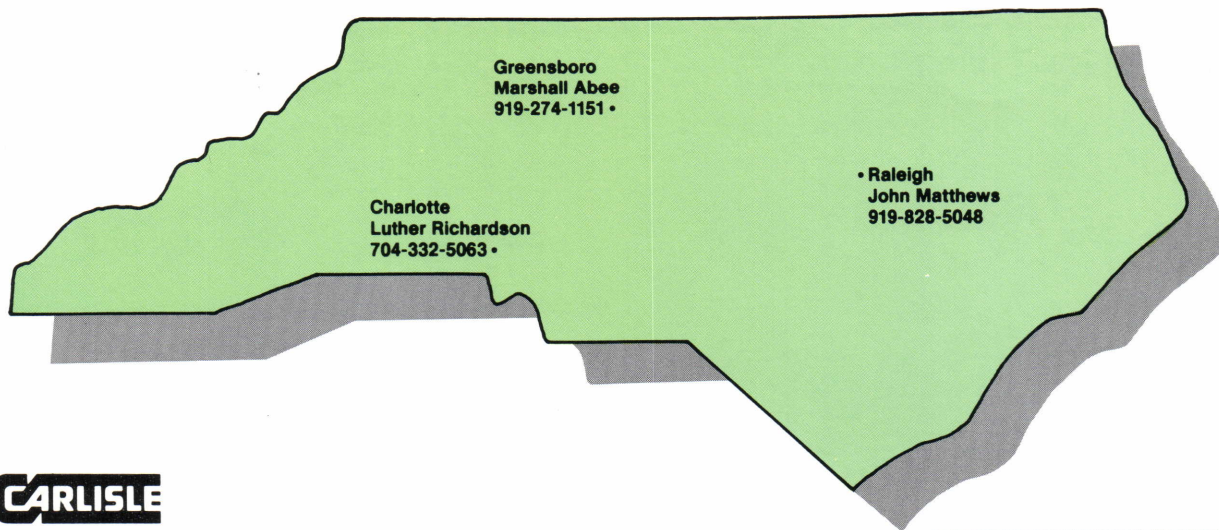 Greensboro
Marshall Abee
919-274-1151 •
• Raleigh
John Matthews
919-828-5048
Charlotte
Luther Richardson
704-332-5063 •
CARLISLE